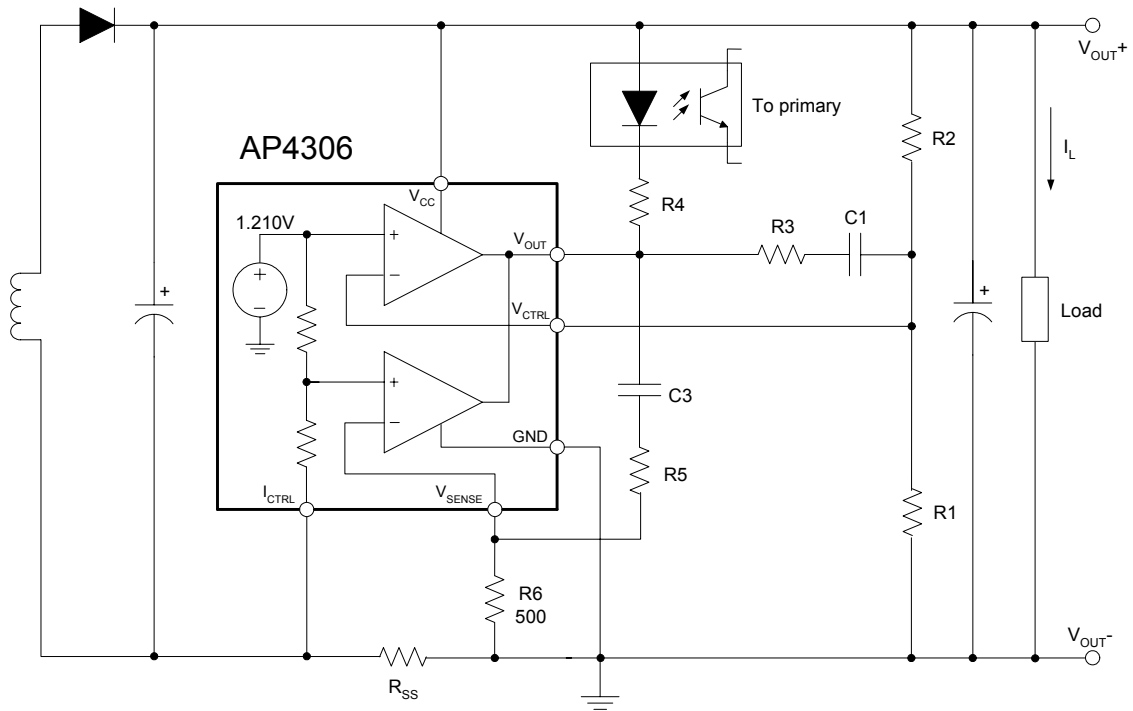 V_OUT+
To primary
R2
I_L
AP4306
V_CC
R4
1.210V
R3
C1
V_OUT
+
−
+
−
V_CTRL
+
+
Load
+
−
C3
GND
R5
I_CTRL
V_SENSE
R1
R6
500
V_OUT-
R_SS